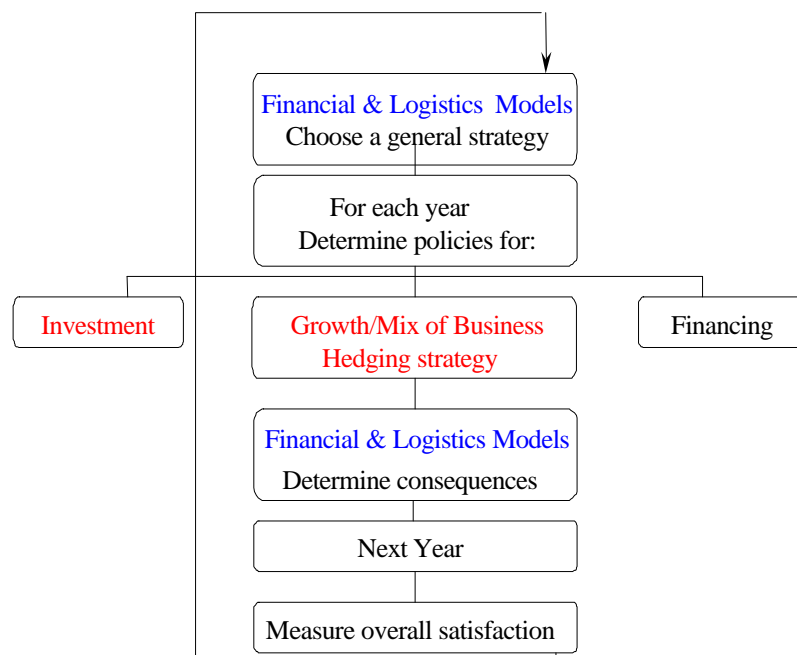 Financial & Logistics Models
Choose a general strategy
For each year
Determine policies for:
Investment
Growth/Mix of Business
Hedging strategy
Financing
Financial & Logistics Models
Determine consequences
Next Year
Measure overall satisfaction